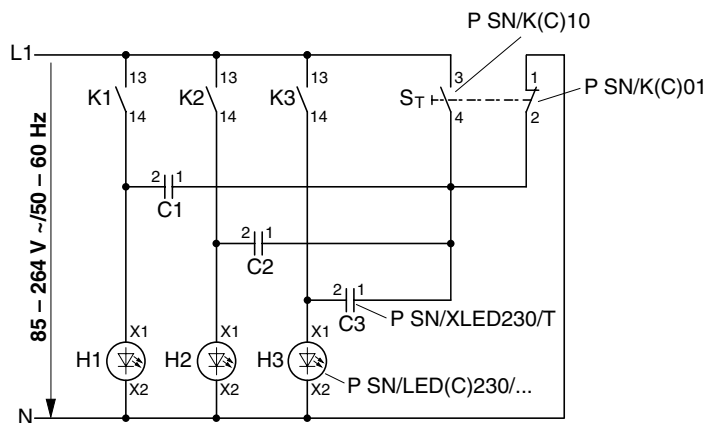 P SN/K(C)10
L1
13
13
13
3
1
K1
K2
K3
S T
P SN/K(C)01
14
14
14
4
2
85 – 264 V ~/50 – 60 Hz
2 1
C1
2 1
C2
2 1
C3
P SN/XLED230/T
X1
X1
X1
H1
H2
H3
X2
X2
X2
P SN/LED(C)230/...
N